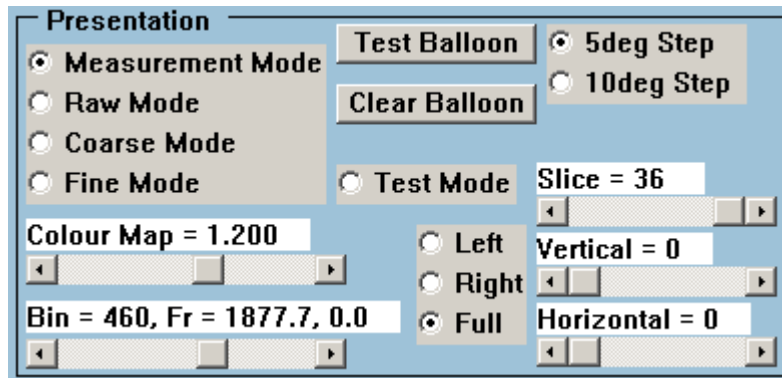 Presentation
Measurement Mode
Raw Mode
Coarse Mode
Fine Mode
Test Balloon
Clear Balloon
5deg Step
10deg Step
Test Mode
Slice = 36
Colour Map = 1.200
Left
Right
Full
Vertical = 0
Bin = 460, Fr = 1877.7, 0.0
Horizontal = 0